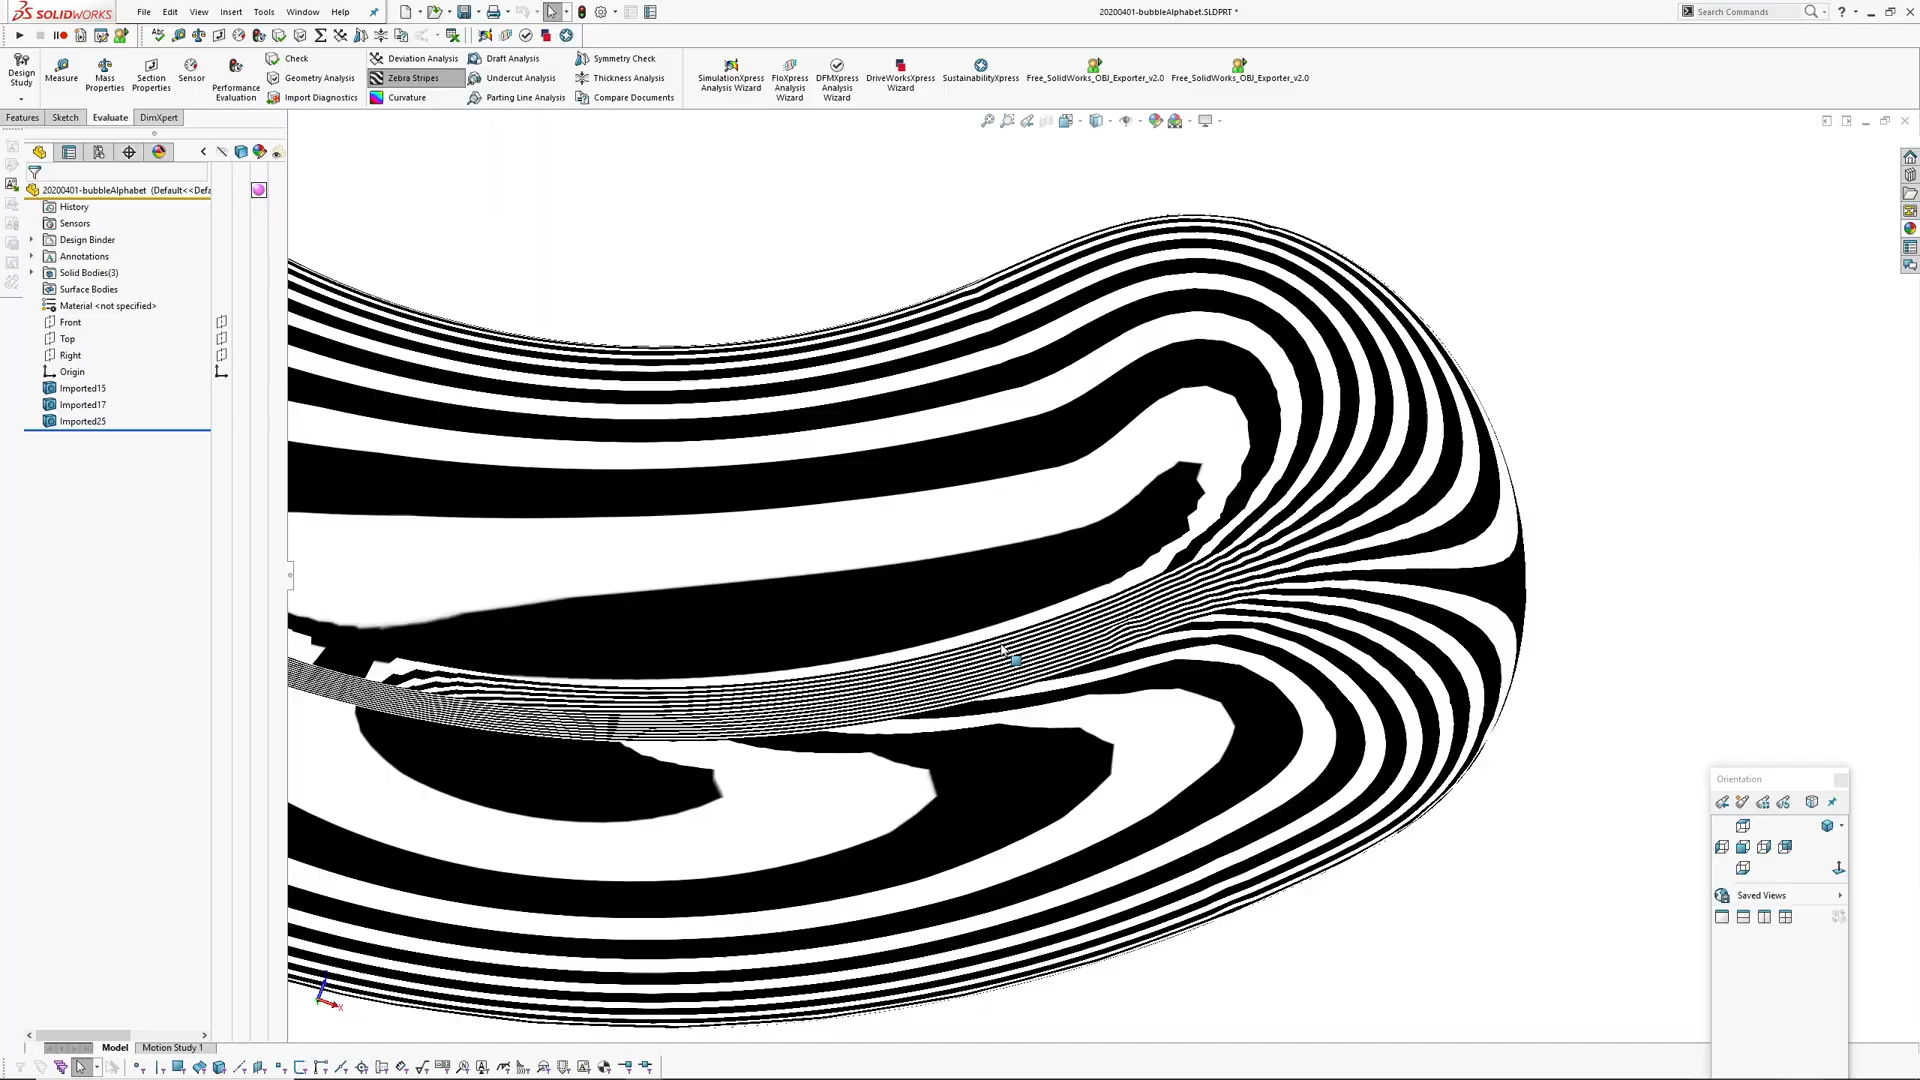 SOLIDWORKS
File
Edit
View
Insert
Tools
Window
Help
20200401-bubbleAlphabet.SLDPRT *
Search Commands
Design Study
Measure
Mass Properties
Section Properties
Sensor
Performance Evaluation
Check
Geometry Analysis
Import Diagnostics
Deviation Analysis
Zebra Stripes
Curvature
Draft Analysis
Undercut Analysis
Parting Line Analysis
Symmetry Check
Thickness Analysis
Compare Documents
SimulationXpress Analysis Wizard
FloXpress Analysis Wizard
DFMXpress Analysis Wizard
DriveWorksXpress Wizard
SustainabilityXpress
Free_SolidWorks_OBJ_Exporter_v2.0
Free_SolidWorks_OBJ_Exporter_v2.0
Features
Sketch
Evaluate
DimXpert
20200401-bubbleAlphabet (Default<<Defa
History
Sensors
Design Binder
Annotations
Solid Bodies(3)
Surface Bodies
Material <not specified>
Front
Top
Right
Origin
Imported15
Imported17
Imported25
Orientation
Saved Views
X
Model
Motion Study 1